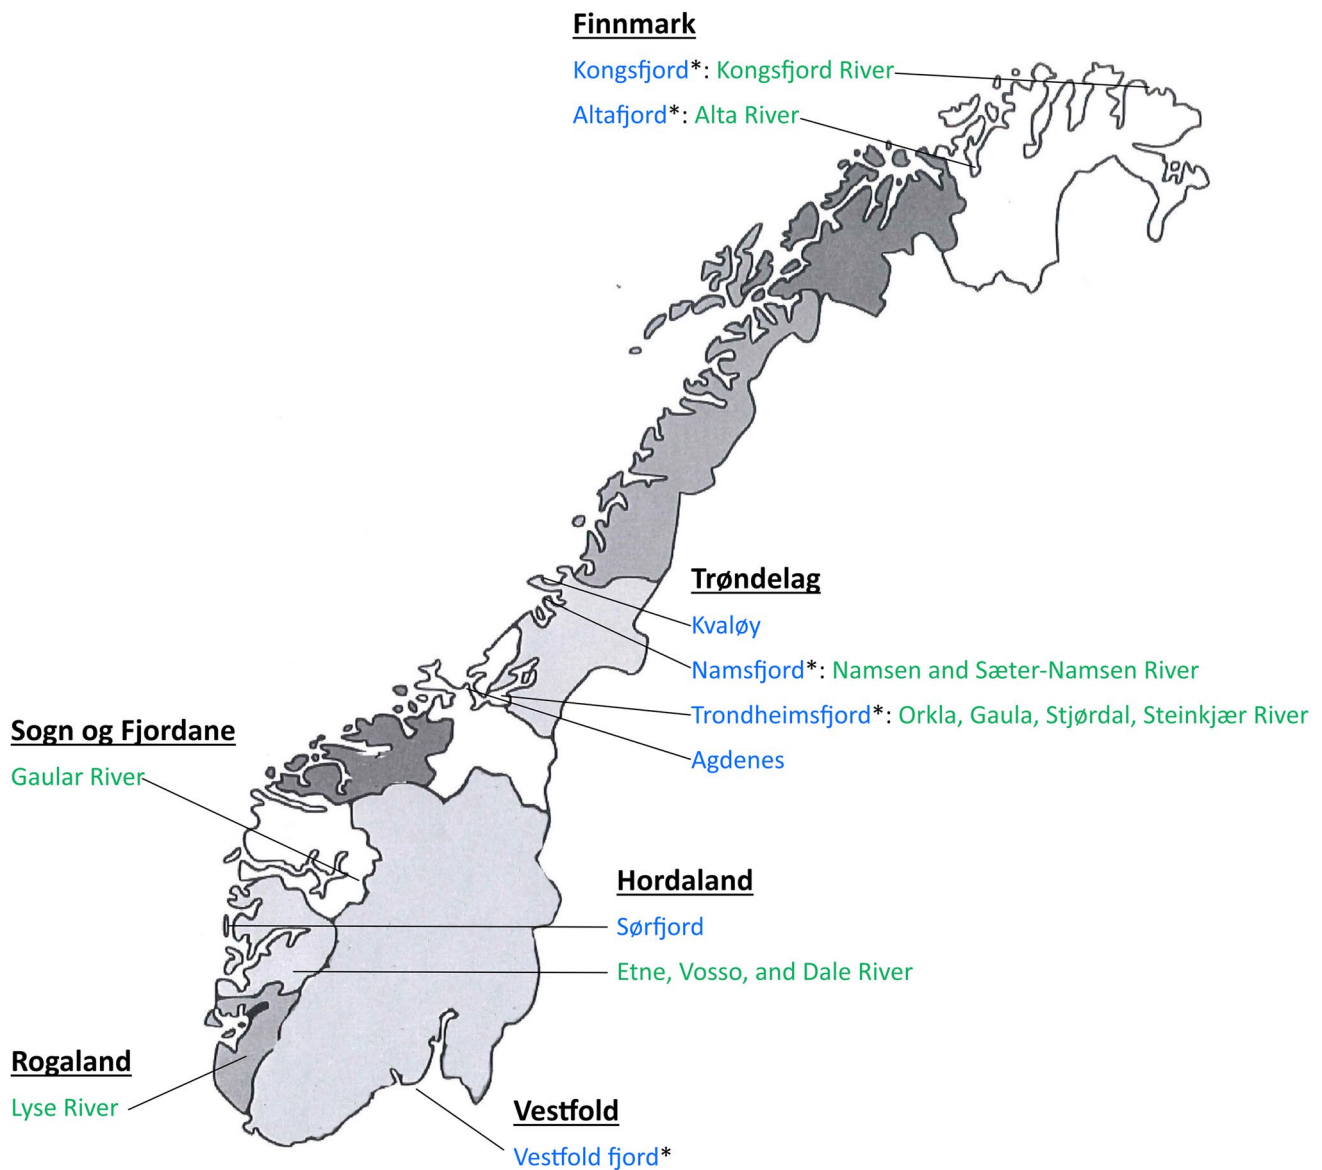 Finnmark
Kongsfjord*: Kongsfjord River
Altafjord*: Alta River
Trøndelag
Kvaløy
Namsfjord*: Namsen and Sæter-Namsen River
Trondheimsfjord*: Orkla, Gaula, Stjørdal, Steinkjær River
Agdenes
Sogn og Fjordane
Gaular River
Hordaland
Sørfjord
Etne, Vosso, and Dale River
Rogaland
Lyse River
Vestfold
Vestfold fjord*